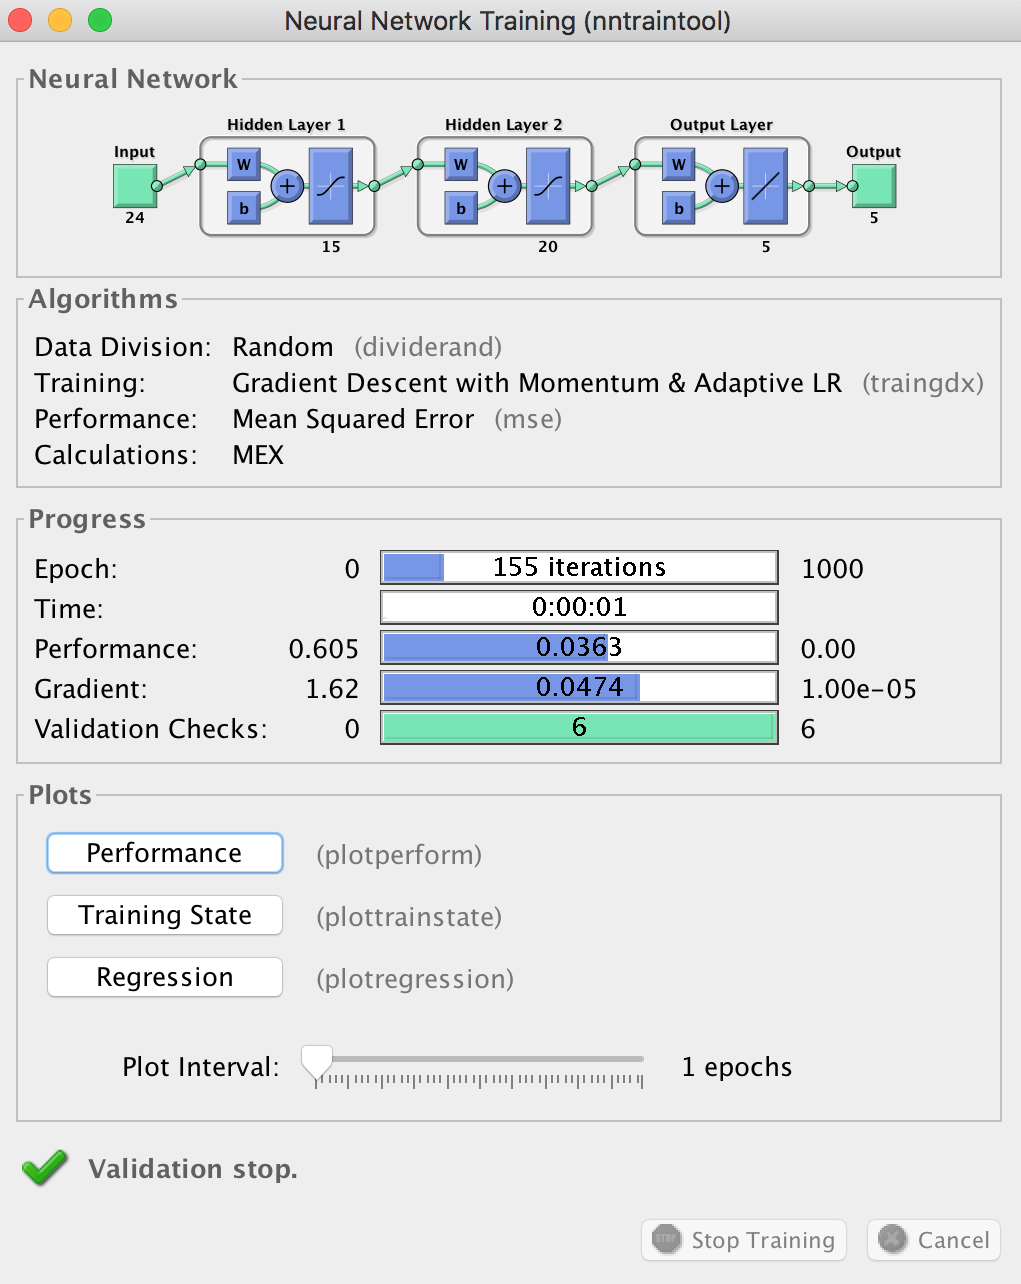 Neural Network Training (nntraintool)
Neural Network
Hidden Layer 1 Hidden Layer 2 Output Layer
Input Output
W W W
b b b
24 5
15 20 5
Algorithms
Data Division: Random (dividerand)
Training: Gradient Descent with Momentum & Adaptive LR (traingdx)
Performance: Mean Squared Error (mse)
Calculations: MEX
Progress
Epoch: 0 155 iterations 1000
Time: 0:00:01
Performance: 0.605 0.0363 0.00
Gradient: 1.62 0.0474 1.00e-05
Validation Checks: 0 6 6
Plots
Performance (plotperform)
Training State (plottrainstate)
Regression (plotregression)
Plot Interval: 1 epochs
Validation stop.
STOP Stop Training Cancel